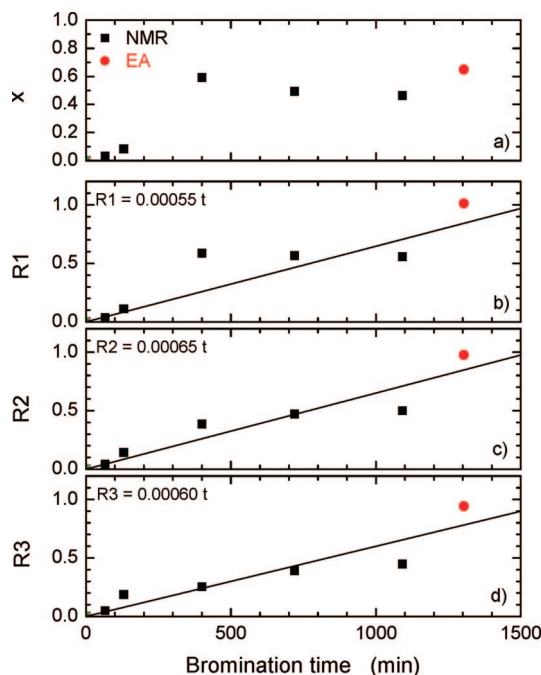 NMR
EA
1.0
0.8
0.6
0.4
0.2
0.0
x
a)
R1 = 0.00055 t
1.0
0.5
0.0
R1
b)
R2 = 0.00065 t
1.0
0.5
0.0
R2
c)
R3 = 0.00060 t
1.0
0.5
0.0
R3
d)
0 500 1000 1500
Bromination time (min)